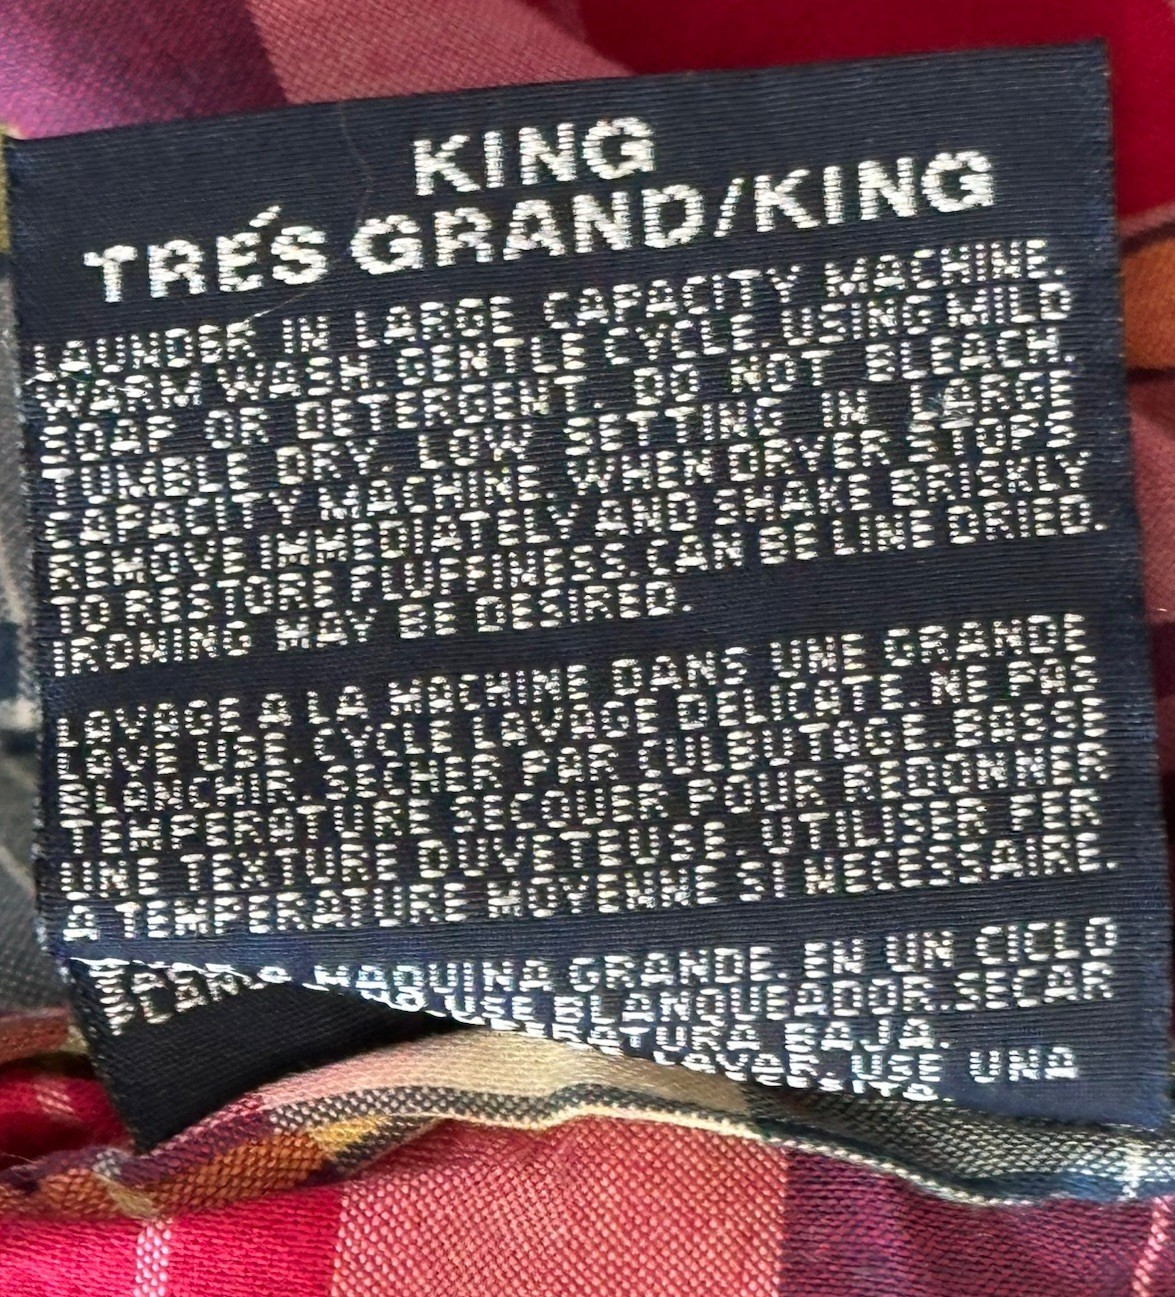 KING
TRÉS GRAND/KING
LAUNDER IN LARGE CAPACITY MACHINE.
WARM WASH. GENTLE CYCLE. USING MILD
SOAP OR DETERGENT. DO NOT BLEACH.
TUMBLE DRY. LOW SETTING IN LARGE
CAPACITY MACHINE. WHEN DRYER STOPS
REMOVE IMMEDIATELY AND SHAKE BRISKLY
TO RESTORE FLUFFINESS. CAN BE LINE DRIED.
IRONING MAY BE DESIRED.
LAVAGE A LA MACHINE DANS UNE GRANDE
LAVE USE. CYCLE LAVAGE DELICATE. NE PAS
BLANCHIR. SECHER PAR CULBUTAGE. BASSE
TEMPERATURE. SECOUER POUR REDONNER
UNE TEXTURE DUVETEUSE. UTILISER FER
A TEMPERATURE MOYENNE SI NECESSAIRE.
MAQUINA GRANDE. EN UN CICLO
USE BLANQUEADOR. SECAR
BAJA.
LAVAR. USE UNA
PLANC